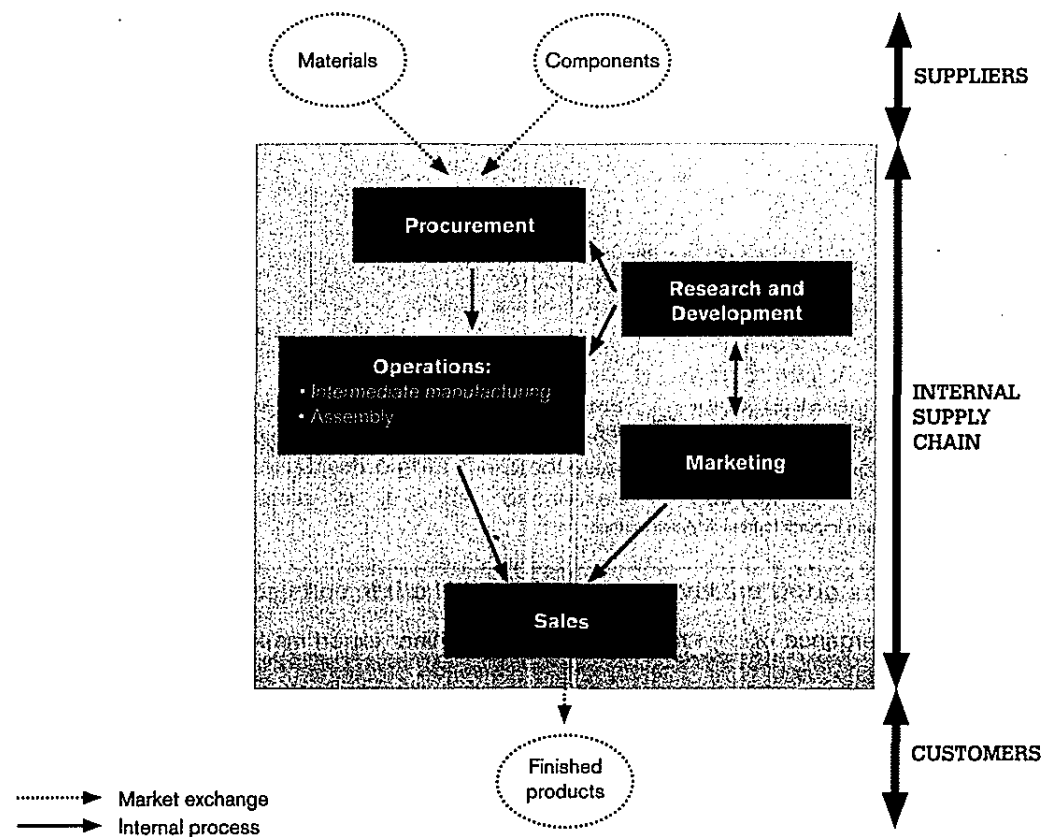 Materials
Components
SUPPLIERS
Procurement
Research and
Development
Operations:
• Intermediate manufacturing
• Assembly
INTERNAL
SUPPLY
CHAIN
Marketing
Sales
Finished
products
CUSTOMERS
Market exchange
Internal process